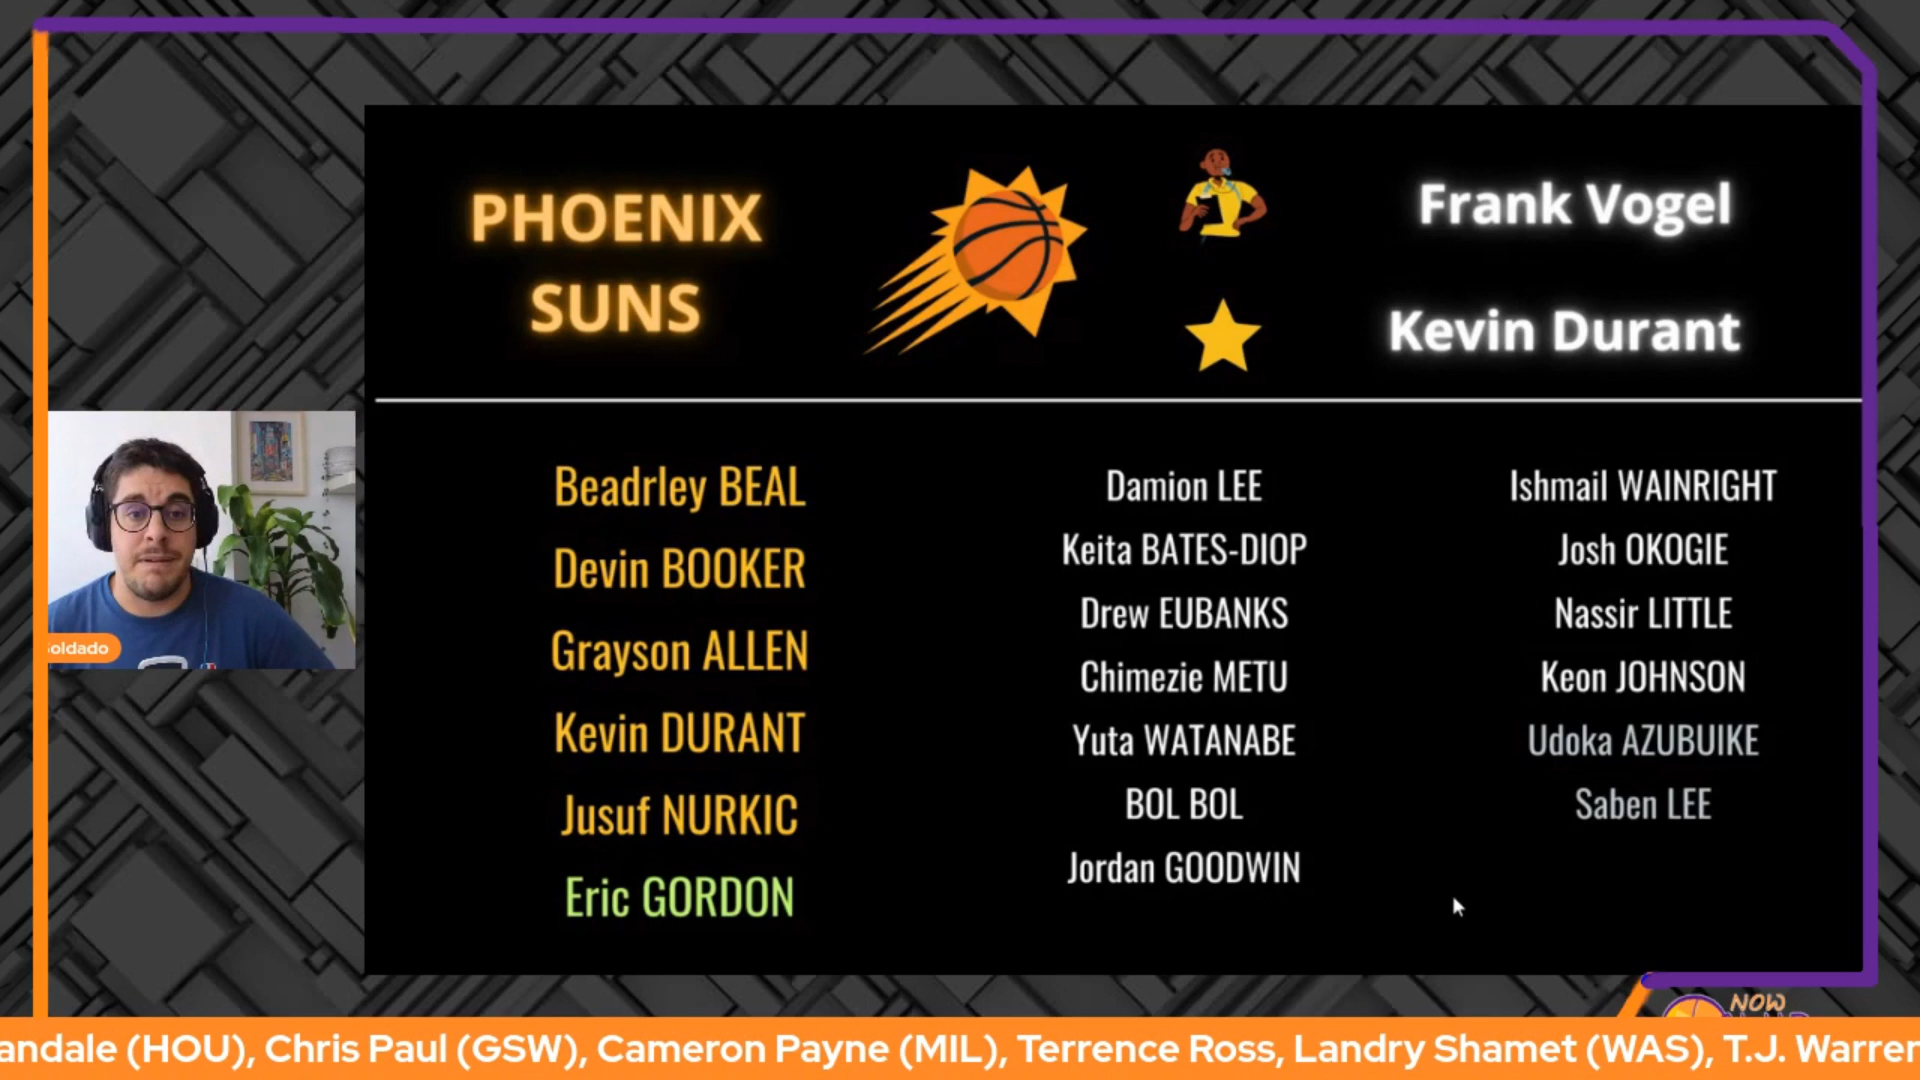 PHOENIX
SUNS
Frank Vogel
Kevin Durant
Beadrley BEAL
Devin BOOKER
Grayson ALLEN
Kevin DURANT
Jusuf NURKIC
Eric GORDON
Damion LEE
Keita BATES-DIOP
Drew EUBANKS
Chimezie METU
Yuta WATANABE
BOL BOL
Jordan GOODWIN
Ishmail WAINRIGHT
Josh OKOGIE
Nassir LITTLE
Keon JOHNSON
Udoka AZUBUIKE
Saben LEE
oldado
NOW
andale (HOU), Chris Paul (GSW), Cameron Payne (MIL), Terrence Ross, Landry Shamet (WAS), T.J. Warren